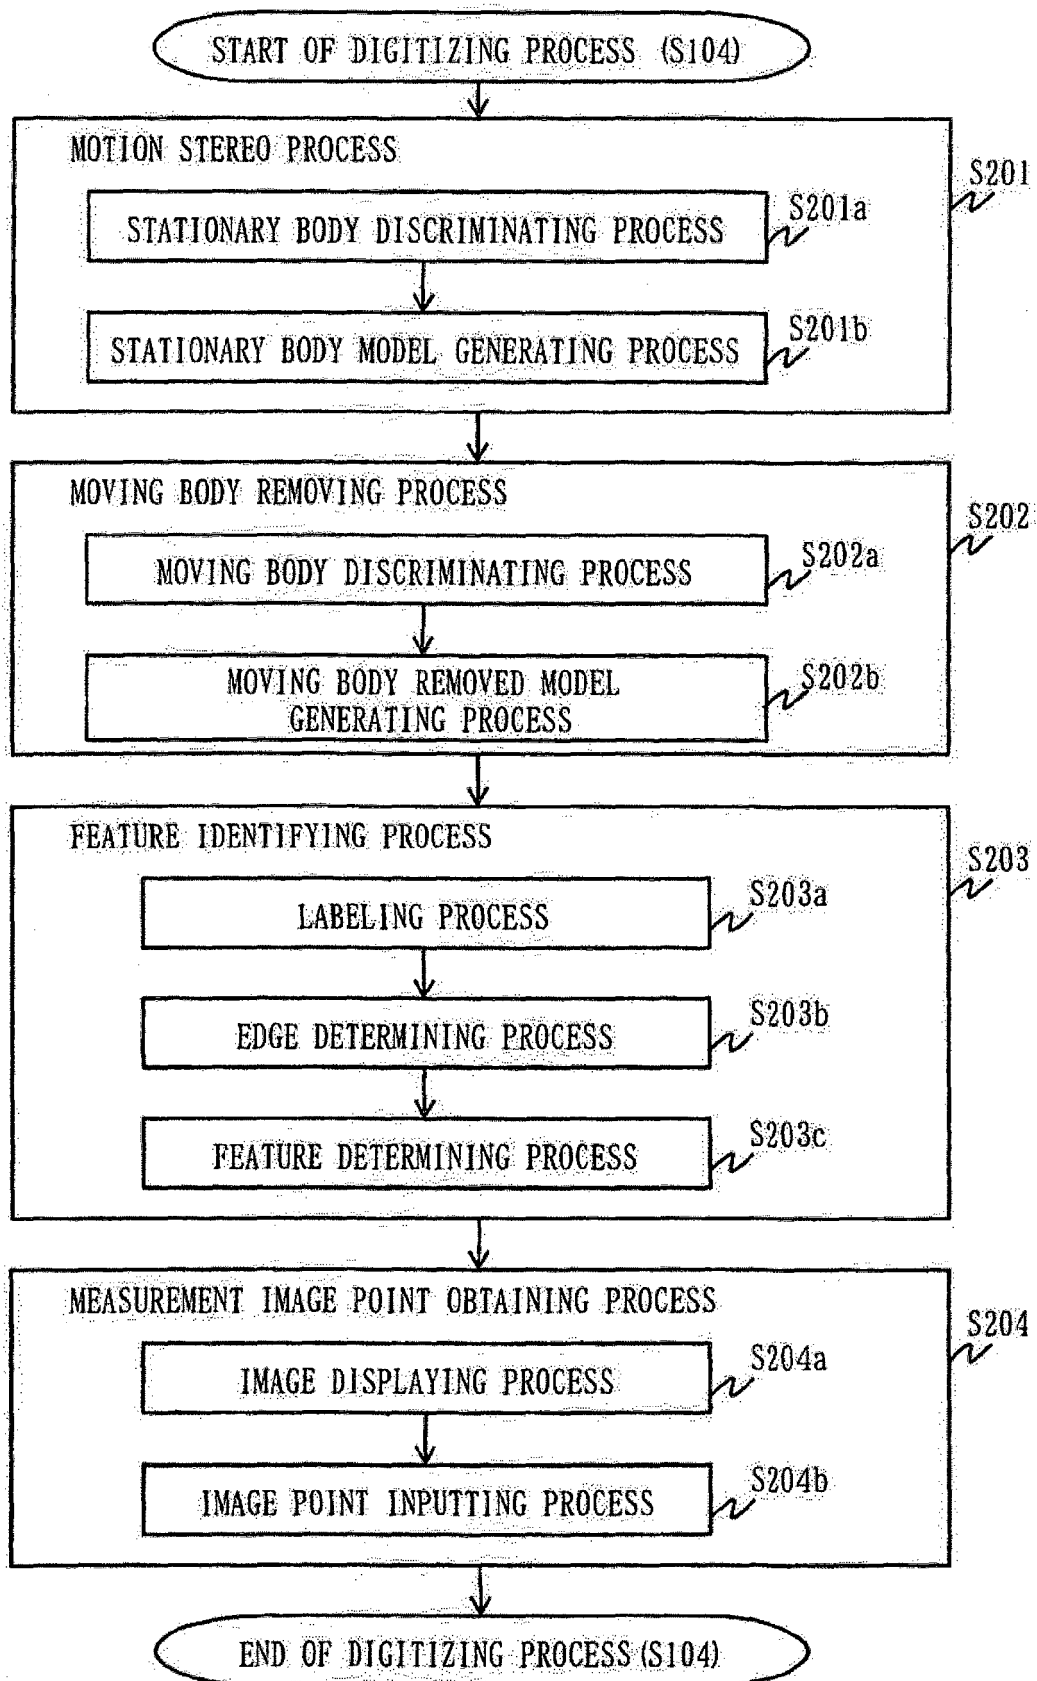 START OF DIGITIZING PROCESS (S104)
MOTION STEREO PROCESS
S201
STATIONARY BODY DISCRIMINATING PROCESS
S201a
STATIONARY BODY MODEL GENERATING PROCESS
S201b
MOVING BODY REMOVING PROCESS
S202
MOVING BODY DISCRIMINATING PROCESS
S202a
MOVING BODY REMOVED MODEL
GENERATING PROCESS
S202b
FEATURE IDENTIFYING PROCESS
S203
LABELING PROCESS
S203a
EDGE DETERMINING PROCESS
S203b
FEATURE DETERMINING PROCESS
S203c
MEASUREMENT IMAGE POINT OBTAINING PROCESS
S204
IMAGE DISPLAYING PROCESS
S204a
IMAGE POINT INPUTTING PROCESS
S204b
END OF DIGITIZING PROCESS (S104)